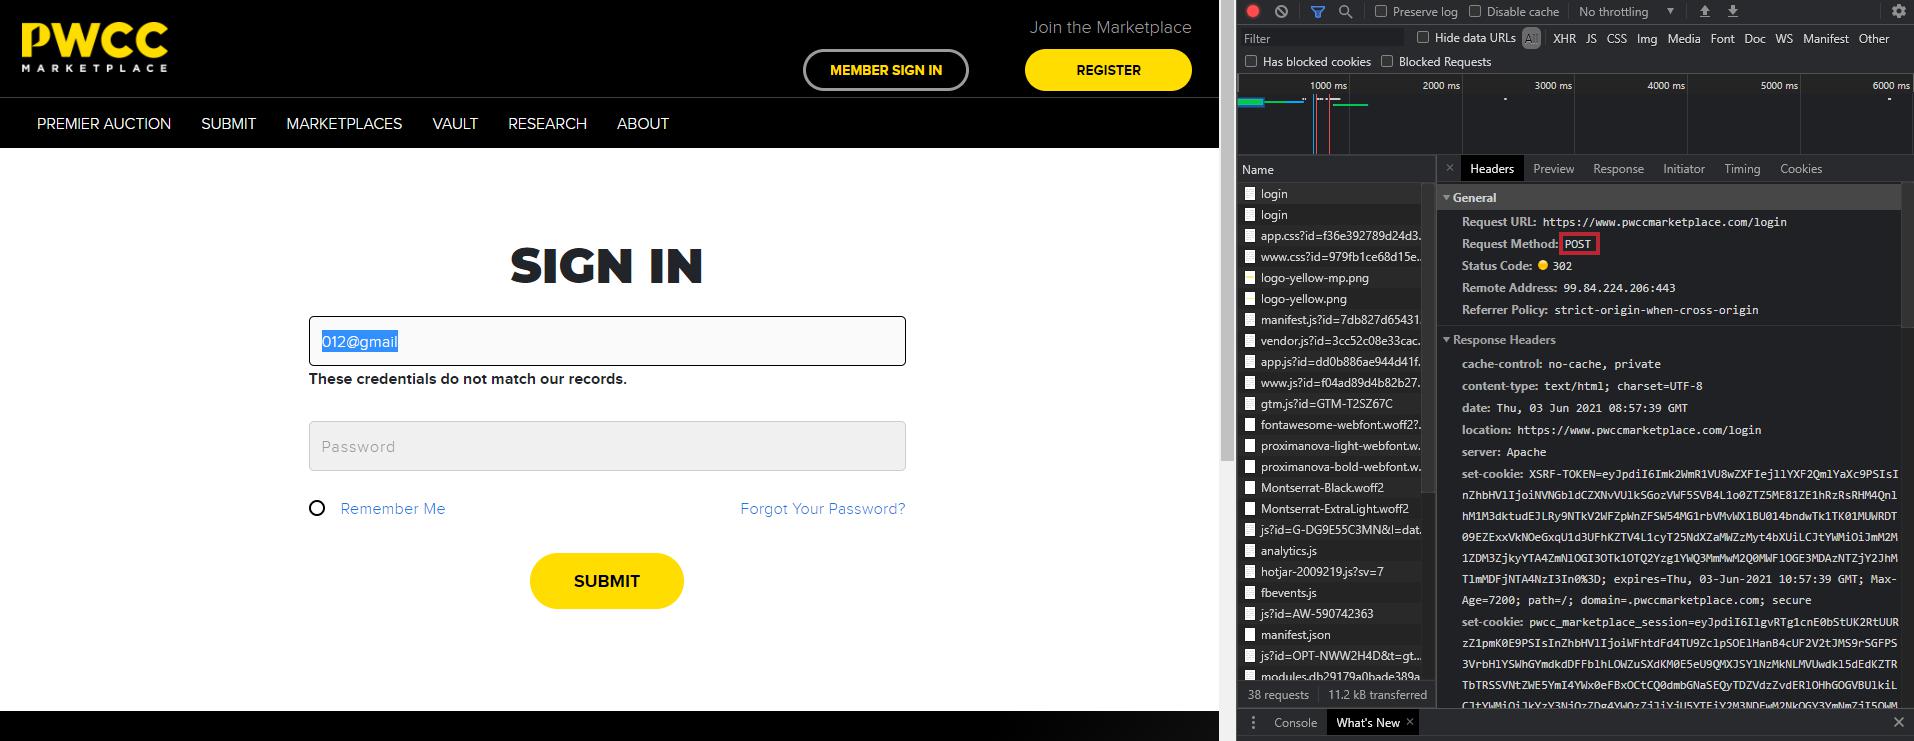 PWCC
MARKETPLACE
Join the Marketplace
MEMBER SIGN IN
REGISTER
PREMIER AUCTION SUBMIT MARKETPLACES VAULT RESEARCH ABOUT
SIGN IN
012@gmail
These credentials do not match our records.
Password
Remember Me
Forgot Your Password?
SUBMIT
Preserve log Disable cache No throttling
Filter Hide data URLs All XHR JS CSS Img Media Font Doc WS Manifest Other
Has blocked cookies Blocked Requests
1000 ms 2000 ms 3000 ms 4000 ms 5000 ms 6000 ms
Name
login
login
app.css?id=f36e392789d24d3.
www.css?id=979fb1ce68d15e..
logo-yellow-mp.png
logo-yellow.png
manifest.js?id=7db827d65431.
vendor.js?id=3cc52c08e33cac.
app.js?id=dd0b886ae944d41f.
www.js?id=f04ad89d4b82b27.
gtm.js?id=GTM-T2SZ67C
fontawesome-webfont.woff2?.
proximanova-light-webfont.w.
proximanova-bold-webfont.w.
Montserrat-Black.woff2
Montserrat-ExtraLight.woff2
js?id=G-DG9E55C3MN&l=dat.
analytics.js
hotjar-2009219.js?sv=7
fbevents.js
js?id=AW-590742363
manifest.json
js?id=OPT-NWW2H4D&t=gt...
modules.db29179a0bade389a
38 requests 11.2 kB transferred
× Headers Preview Response Initiator Timing Cookies
General
Request URL: https://www.pwccmarketplace.com/login
Request Method: POST
Status Code: 302
Remote Address: 99.84.224.206:443
Referrer Policy: strict-origin-when-cross-origin
Response Headers
cache-control: no-cache, private
content-type: text/html; charset=UTF-8
date: Thu, 03 Jun 2021 08:57:39 GMT
location: https://www.pwccmarketplace.com/login
server: Apache
set-cookie:
expires=Thu, 03-Jun-2021 10:57:39 GMT; Max-
Age=7200; path=/; domain=.pwccmarketplace.com; secure
set-cookie:
Console What's New ×